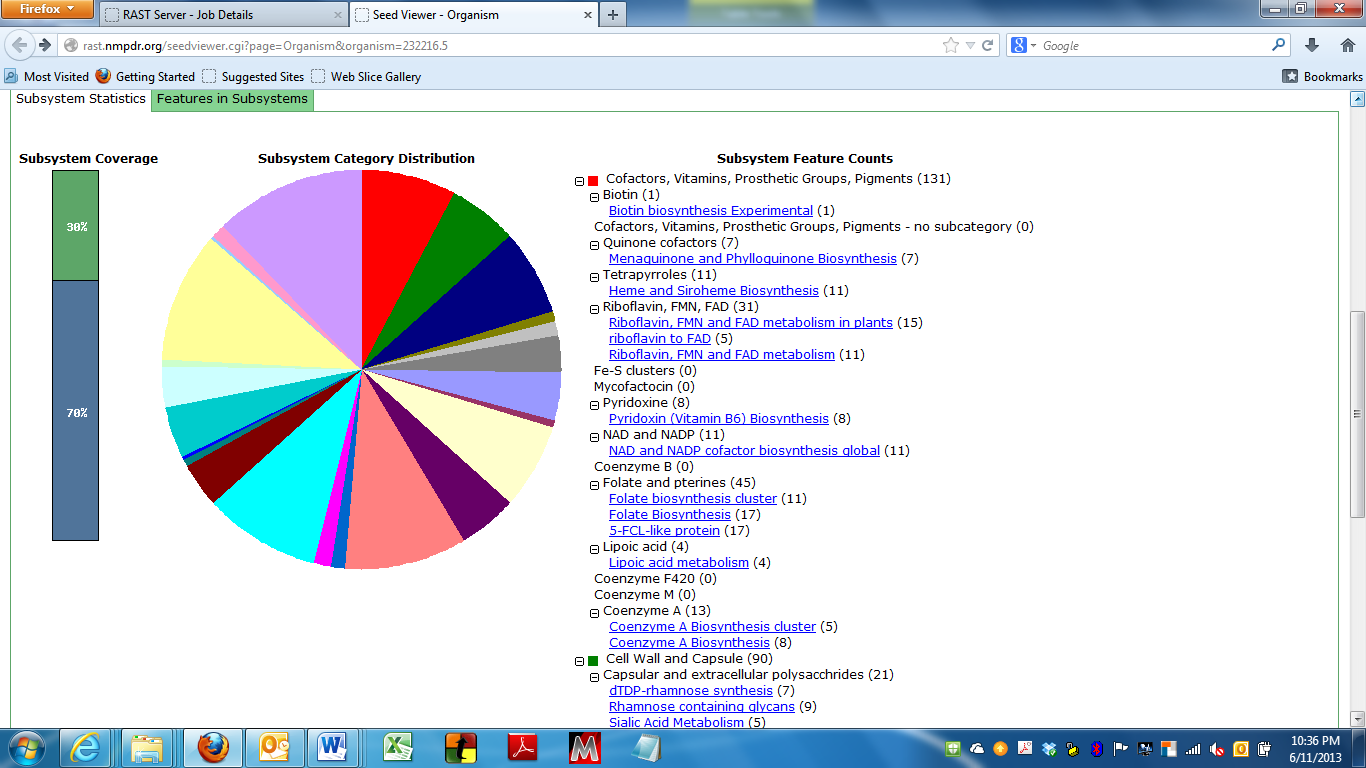 Firefox
RAST Server - Job Details
Seed Viewer - Organism
rast.nmpdr.org/seedviewer.cgi?page=Organism&organism=232216.5
Google
Most Visited
Getting Started
Suggested Sites
Web Slice Gallery
Bookmarks
Subsystem Statistics
Features in Subsystems
Subsystem Coverage
30%
70%
Subsystem Category Distribution
Subsystem Feature Counts
Cofactors, Vitamins, Prosthetic Groups, Pigments (131)
Biotin (1)
Biotin biosynthesis Experimental (1)
Cofactors, Vitamins, Prosthetic Groups, Pigments - no subcategory (0)
Quinone cofactors (7)
Menaquinone and Phylloquinone Biosynthesis (7)
Tetrapyrroles (11)
Heme and Siroheme Biosynthesis (11)
Riboflavin, FMN, FAD (31)
Riboflavin, FMN and FAD metabolism in plants (15)
riboflavin to FAD (5)
Riboflavin, FMN and FAD metabolism (11)
Fe-S clusters (0)
Mycofactocin (0)
Pyridoxine (8)
Pyridoxin (Vitamin B6) Biosynthesis (8)
NAD and NADP (11)
NAD and NADP cofactor biosynthesis global (11)
Coenzyme B (0)
Folate and pterines (45)
Folate biosynthesis cluster (11)
Folate Biosynthesis (17)
5-FCL-like protein (17)
Lipoic acid (4)
Lipoic acid metabolism (4)
Coenzyme F420 (0)
Coenzyme M (0)
Coenzyme A (13)
Coenzyme A Biosynthesis cluster (5)
Coenzyme A Biosynthesis (8)
Cell Wall and Capsule (90)
Capsular and extracellular polysacchrides (21)
dTDP-rhamnose synthesis (7)
Rhamnose containing glycans (9)
Sialic Acid Metabolism (5)
10:36 PM
6/11/2013